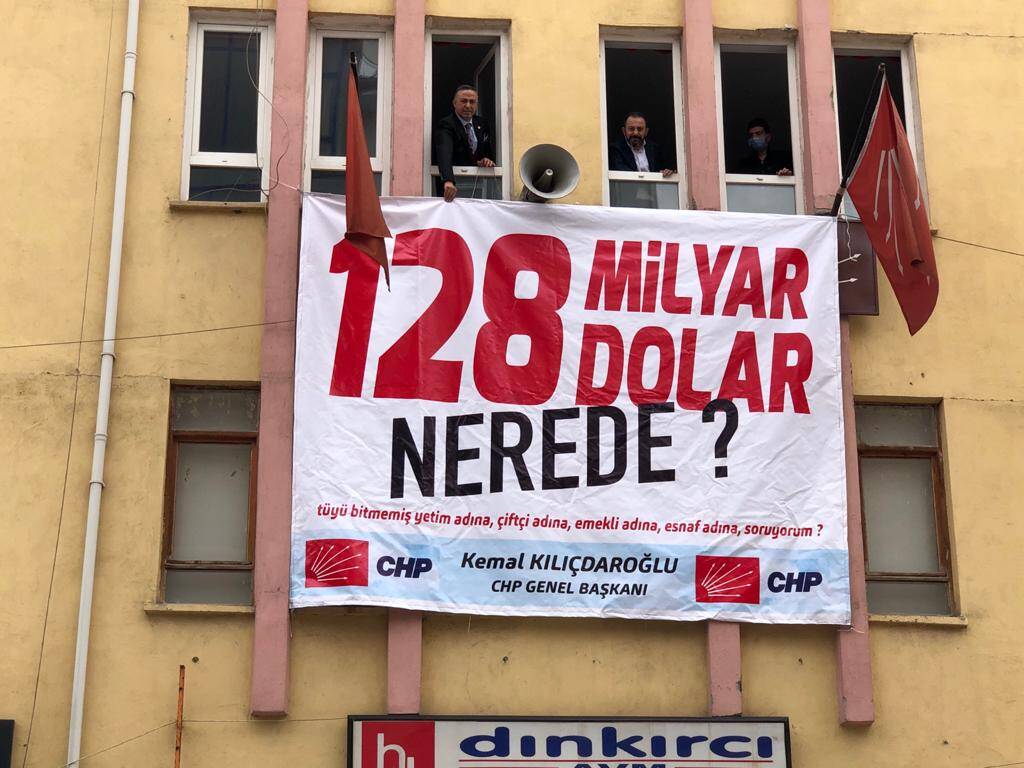 128 MİLYAR
DOLAR
NEREDE ?
tüyü bitmemiş yetim adına, çiftçi adına, emekli adına, esnaf adına, soruyorum ?
CHP
Kemal KILIÇDAROĞLU
CHP GENEL BAŞKANI
CHP
dınkırcı